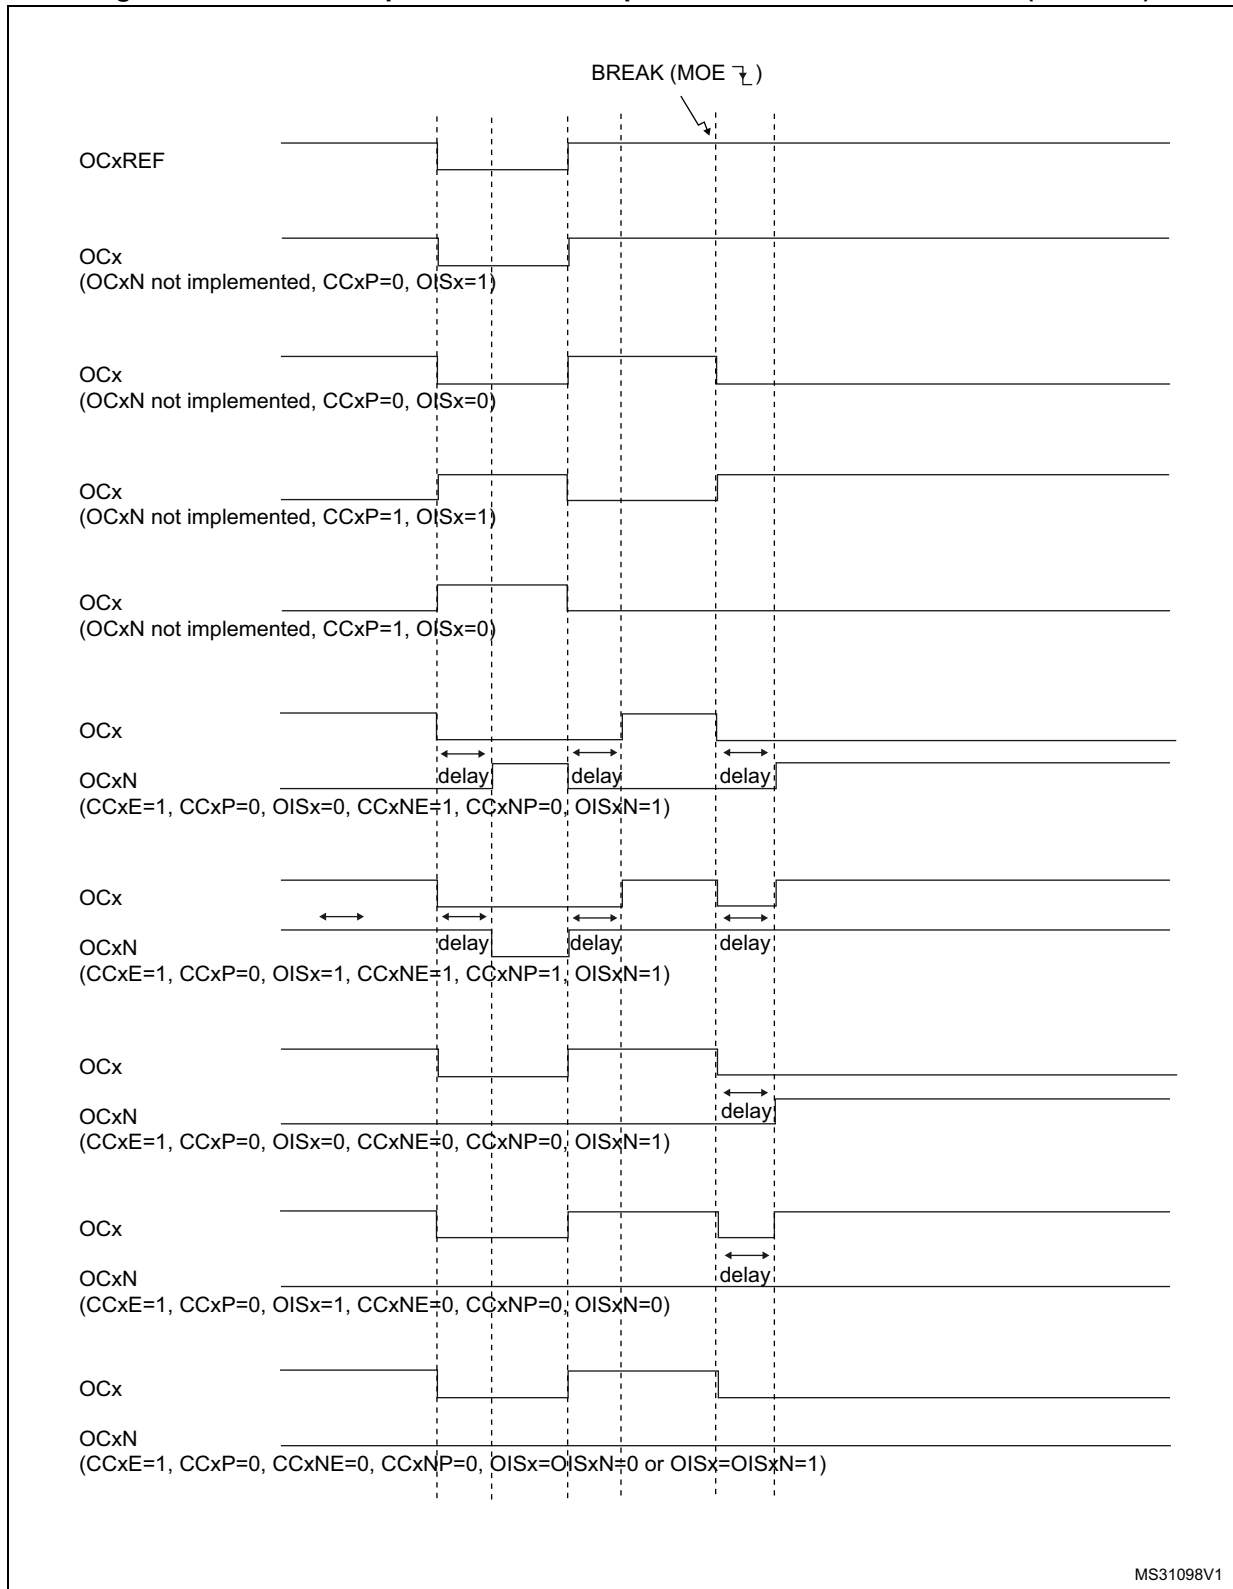 BREAK (MOE )
OCxREF
OCx
(OCxN not implemented, CCxP=0, OISx=1)
OCx
(OCxN not implemented, CCxP=0, OISx=0)
OCx
(OCxN not implemented, CCxP=1, OISx=1)
OCx
(OCxN not implemented, CCxP=1, OISx=0)
OCx
delay delay delay
OCxN
(CCxE=1, CCxP=0, OISx=0, CCxNE=1, CCxNP=0, OISxN=1)
OCx
delay delay delay
OCxN
(CCxE=1, CCxP=0, OISx=1, CCxNE=1, CCxNP=1, OISxN=1)
OCx
delay
OCxN
(CCxE=1, CCxP=0, OISx=0, CCxNE=0, CCxNP=0, OISxN=1)
OCx
delay
OCxN
(CCxE=1, CCxP=0, OISx=1, CCxNE=0, CCxNP=0, OISxN=0)
OCx
OCxN
(CCxE=1, CCxP=0, CCxNE=0, CCxNP=0, OISx=OISxN=0 or OISx=OISxN=1)
MS31098V1